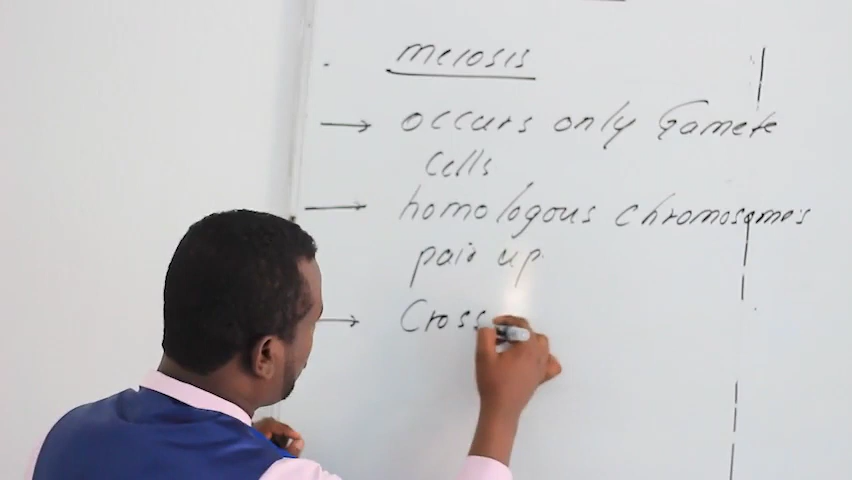 meiosis
→ occurs only Gamete
cells
→ homologous chromosomes
pair up
→ Cross